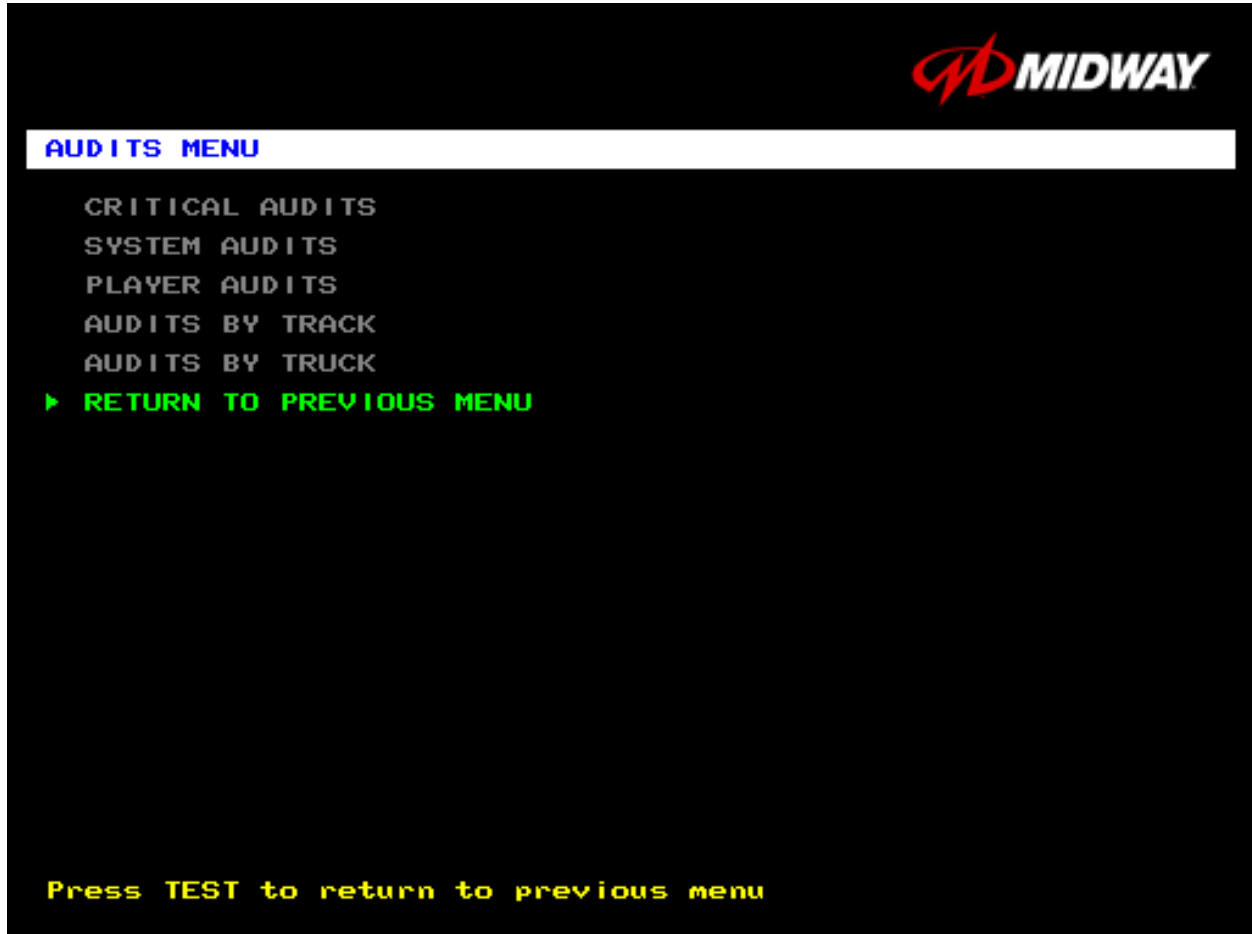 MIDWAY
AUDITS MENU
CRITICAL AUDITS
SYSTEM AUDITS
PLAYER AUDITS
AUDITS BY TRACK
AUDITS BY TRUCK
RETURN TO PREVIOUS MENU
Press TEST to return to previous menu